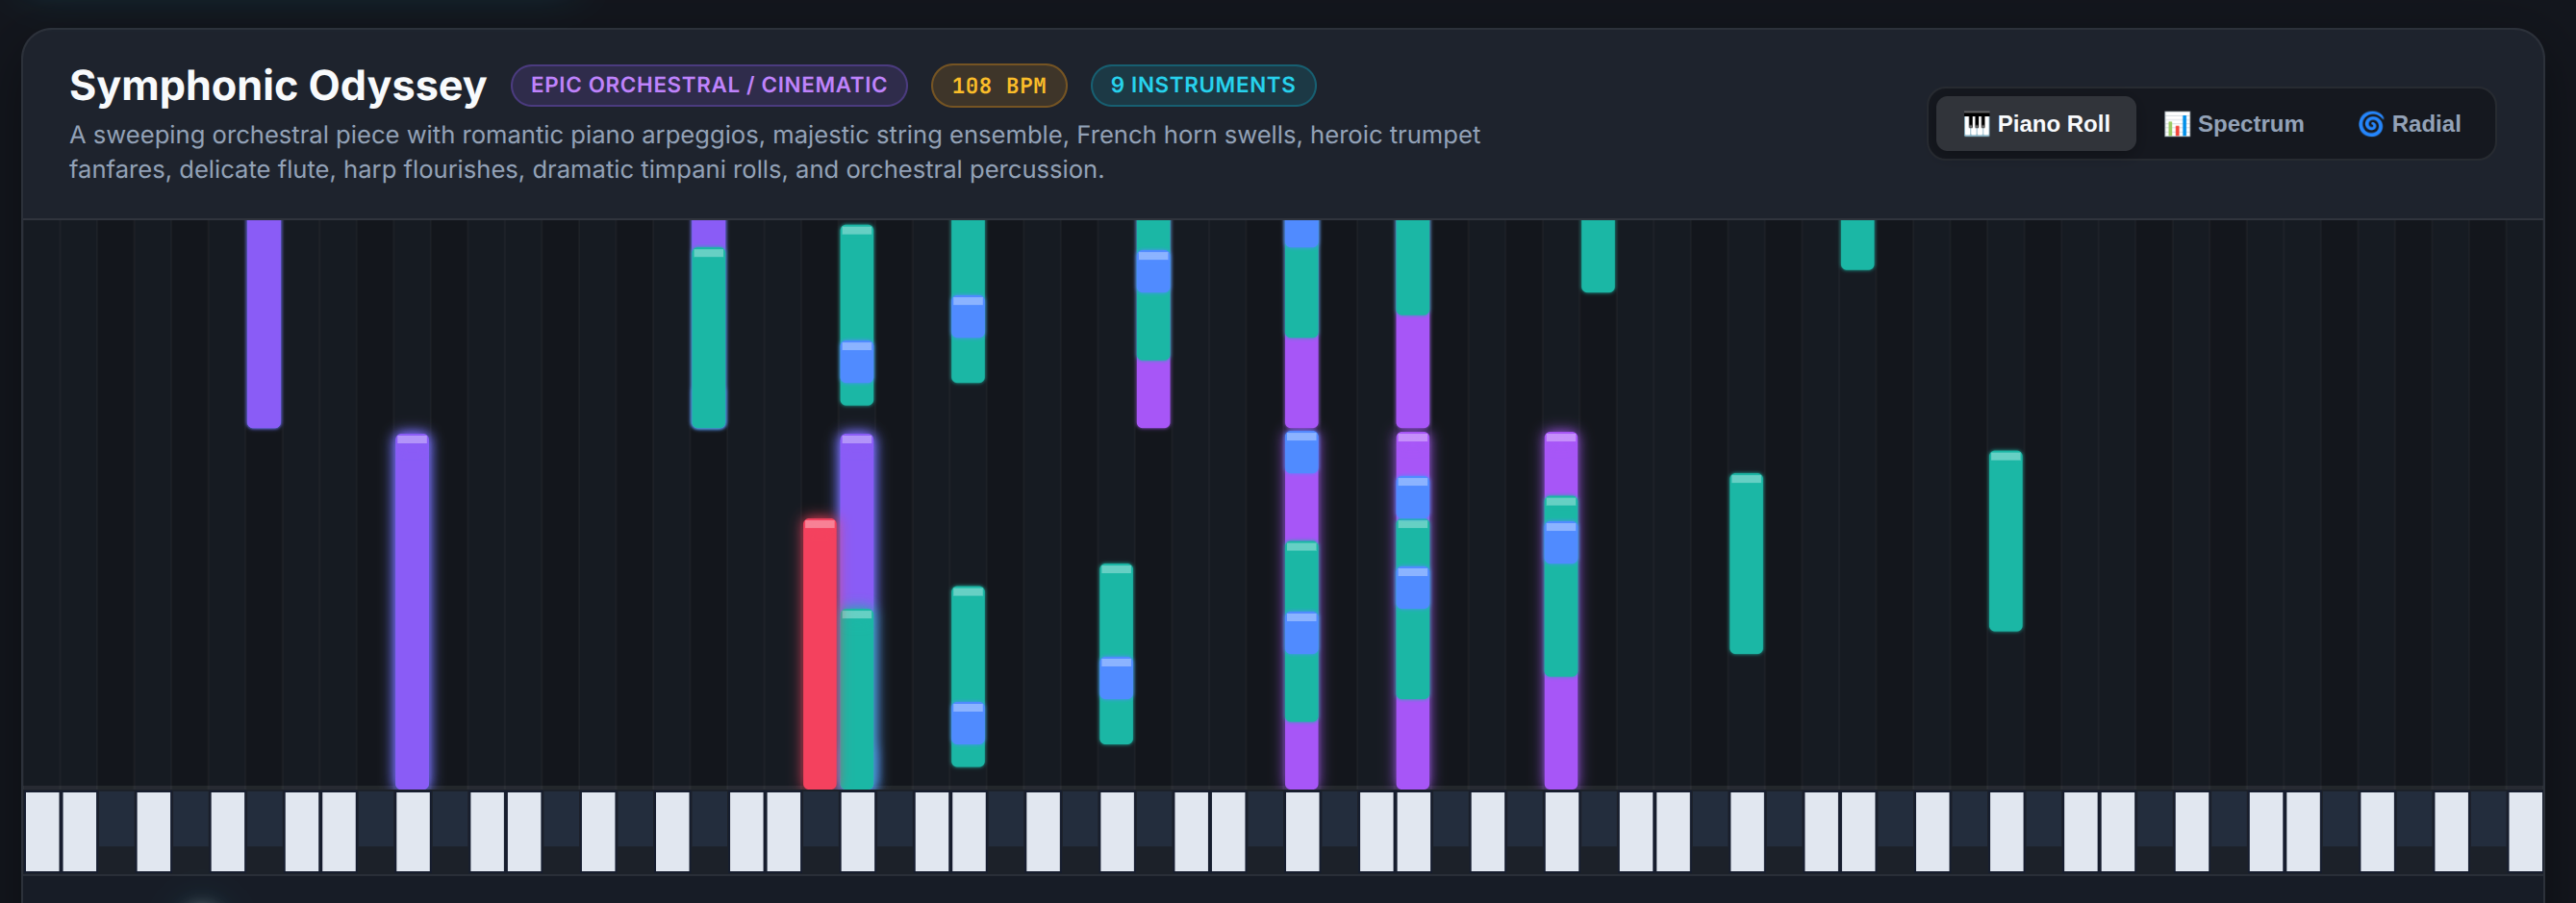 Symphonic Odyssey
EPIC ORCHESTRAL / CINEMATIC
108 BPM
9 INSTRUMENTS
A sweeping orchestral piece with romantic piano arpeggios, majestic string ensemble, French horn swells, heroic trumpet
fanfares, delicate flute, harp flourishes, dramatic timpani rolls, and orchestral percussion.
Piano Roll
Spectrum
Radial